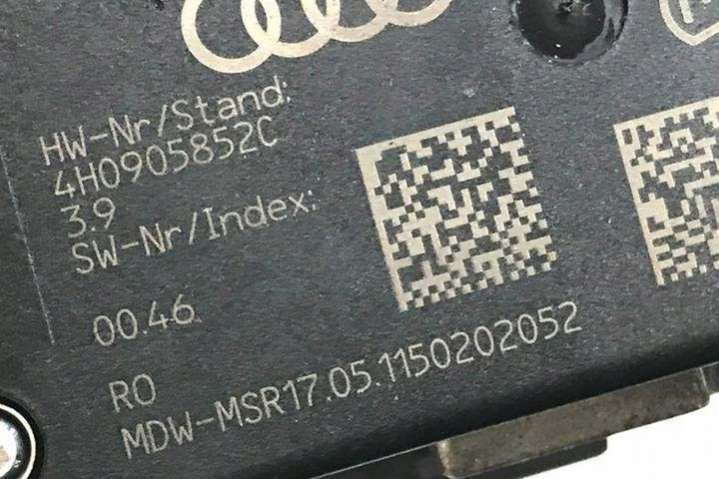 HW-Nr/Stand:
4H0905852C
3.9
SW-Nr/Index:
00.46
RO
MDW-MSR17.05.1150202052